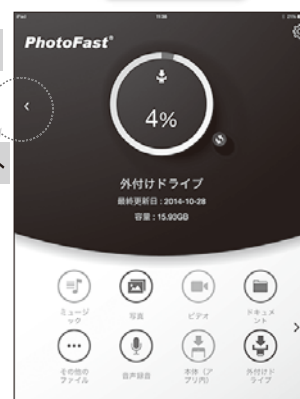 iPad
11:36
21%
PhotoFast®
4%
外付けドライブ
最終更新日 : 2014-10-28
容量 : 15.93GB
ミュージック
写真
ビデオ
ドキュメント
その他のファイル
音声録音
本体（アプリ内）
外付けドライブ